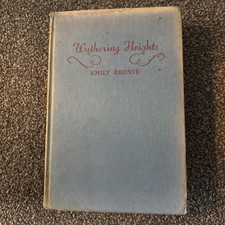 Wuthering Heights
EMILY BRONTË